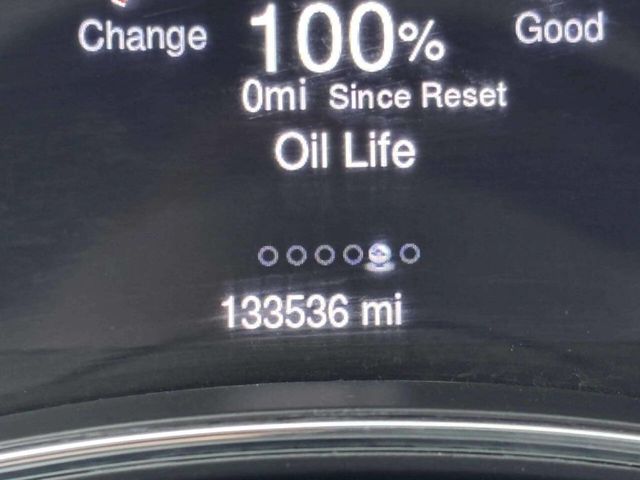 Change 100% Good
0mi Since Reset
Oil Life
133536 mi